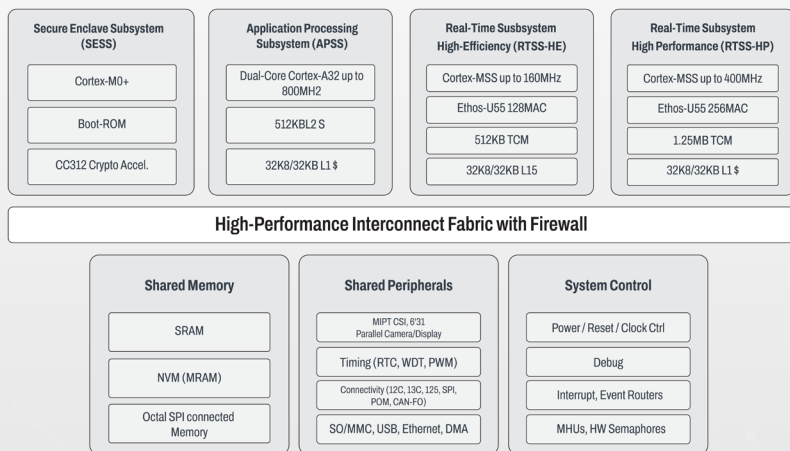 Secure Enclave Subsystem
(SESS)
Cortex-M0+
Boot-ROM
CC312 Crypto Accel.
Application Processing
Subsystem (APSS)
Dual-Core Cortex-A32 up to
800MH2
512KBL2 S
32K8/32KB L1 $
Real-Time Susbsystem
High-Efficiency (RTSS-HE)
Cortex-MSS up to 160MHz
Ethos-U55 128MAC
512KB TCM
32K8/32KB L15
Real-Time Subsystem
High Performance (RTSS-HP)
Cortex-MSS up to 400MHz
Ethos-U55 256MAC
1.25MB TCM
32K8/32KB L1 $
High-Performance Interconnect Fabric with Firewall
Shared Memory
SRAM
NVM (MRAM)
Octal SPI connected
Memory
Shared Peripherals
MIPT CSI, 6'31
Parallel Camera/Display
Timing (RTC, WDT, PWM)
Connectivity (12C, 13C, 125, SPI,
POM, CAN-FO)
SO/MMC, USB, Ethernet, DMA
System Control
Power / Reset / Clock Ctrl
Debug
Interrupt, Event Routers
MHUs, HW Semaphores